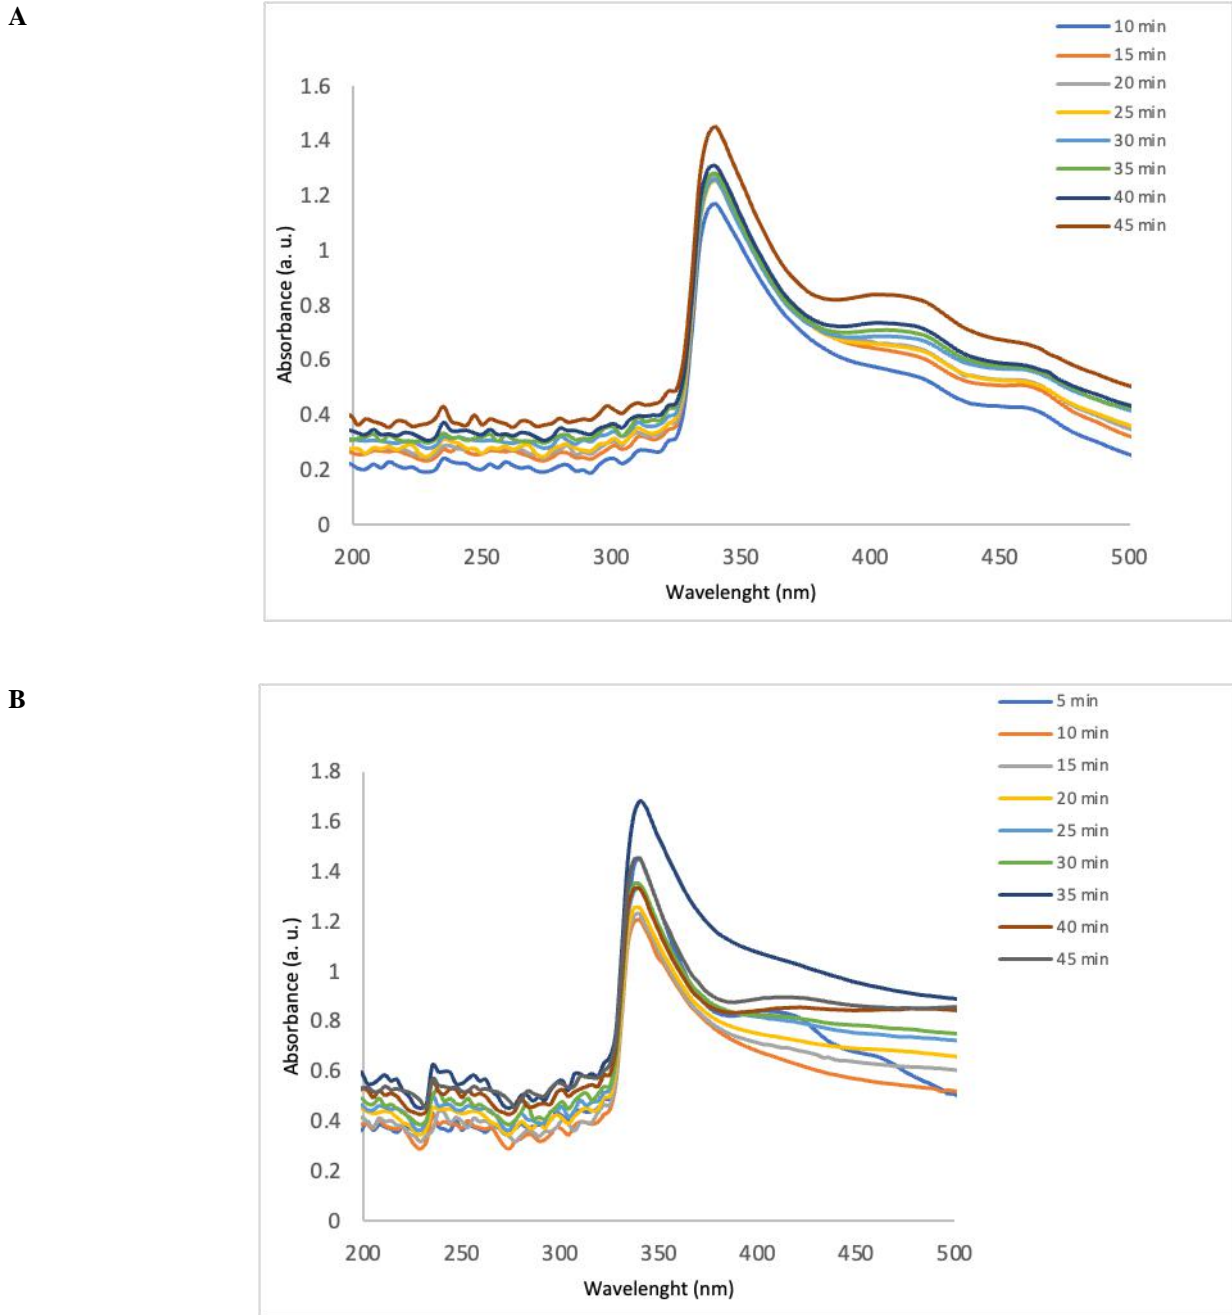 A
10 min
15 min
20 min
25 min
30 min
35 min
40 min
45 min
1.6
1.4
1.2
1
0.8
0.6
0.4
0.2
0
Absorbance (a. u.)
200 250 300 350 400 450 500
Wavelenght (nm)
B
5 min
10 min
15 min
20 min
25 min
30 min
35 min
40 min
45 min
1.8
1.6
1.4
1.2
1
0.8
0.6
0.4
0.2
0
Absorbance (a. u.)
200 250 300 350 400 450 500
Wavelenght (nm)